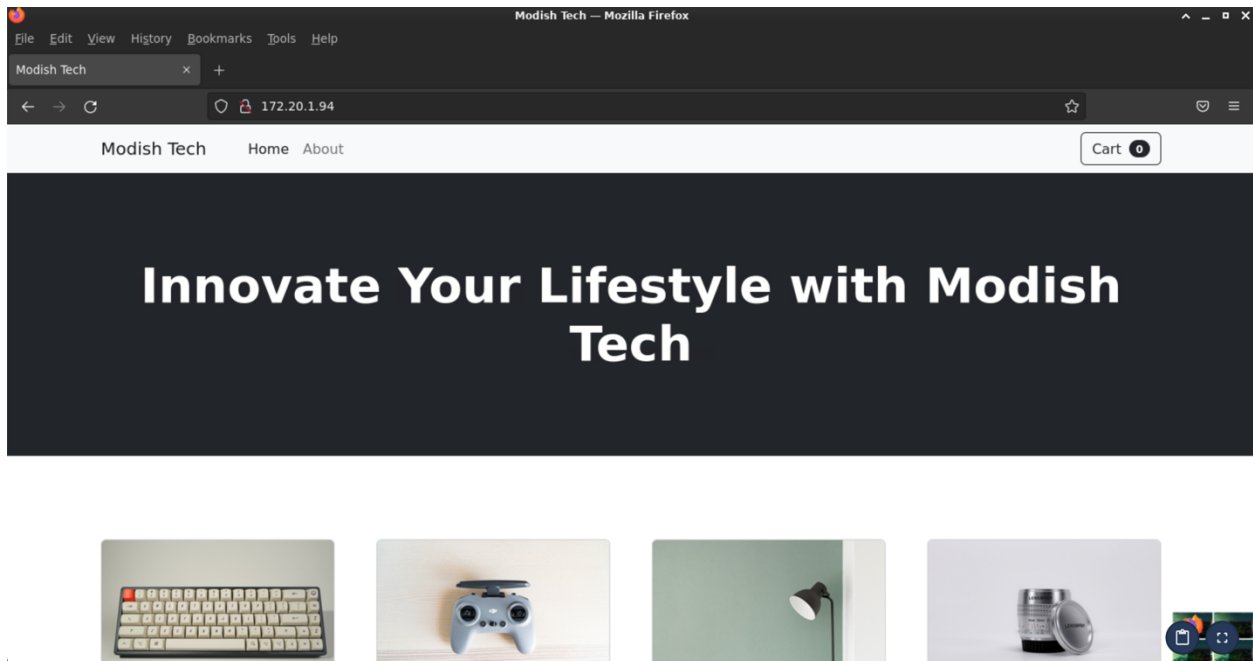 Modish Tech — Mozilla Firefox
File Edit View History Bookmarks Tools Help
Modish Tech
172.20.1.94
Modish Tech Home About Cart 0
Innovate Your Lifestyle with Modish
Tech